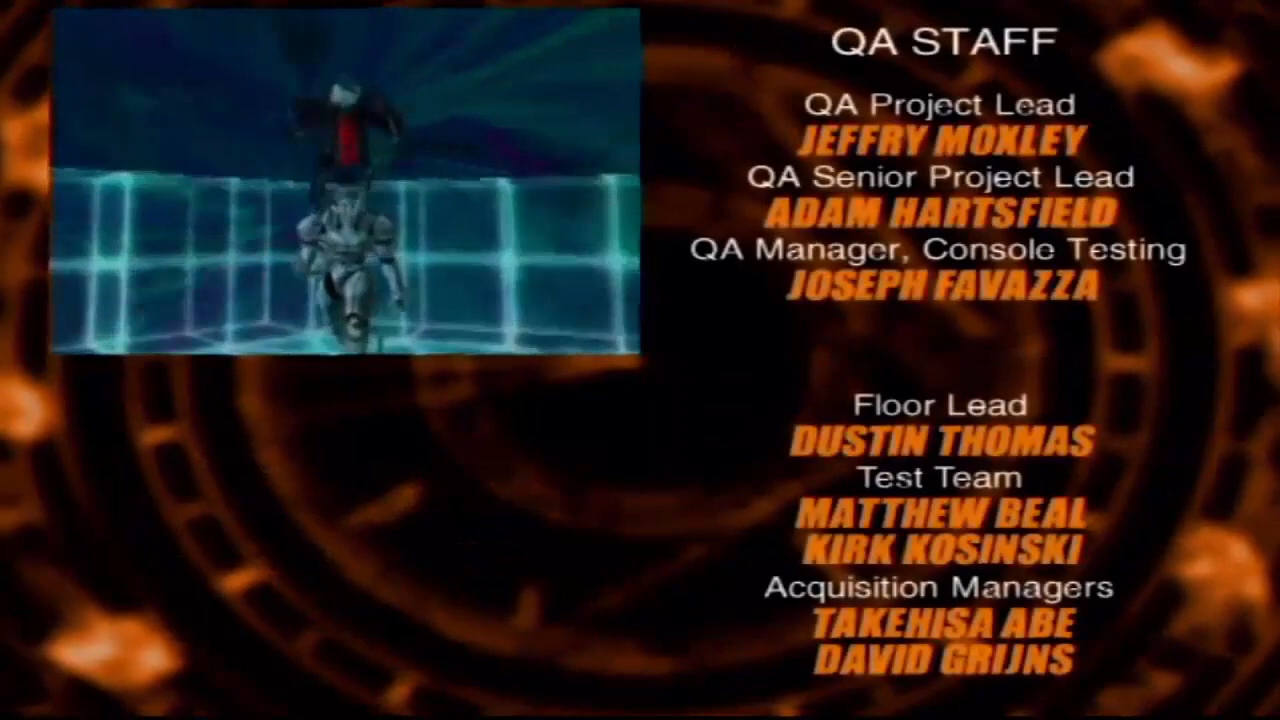 QA STAFF
QA Project Lead
JEFFRY MOXLEY
QA Senior Project Lead
ADAM HARTSFIELD
QA Manager, Console Testing
JOSEPH FAVAZZA
Floor Lead
DUSTIN THOMAS
Test Team
MATTHEW BEAL
KIRK KOSINSKI
Acquisition Managers
TAKEHISA ABE
DAVID GRIJNS